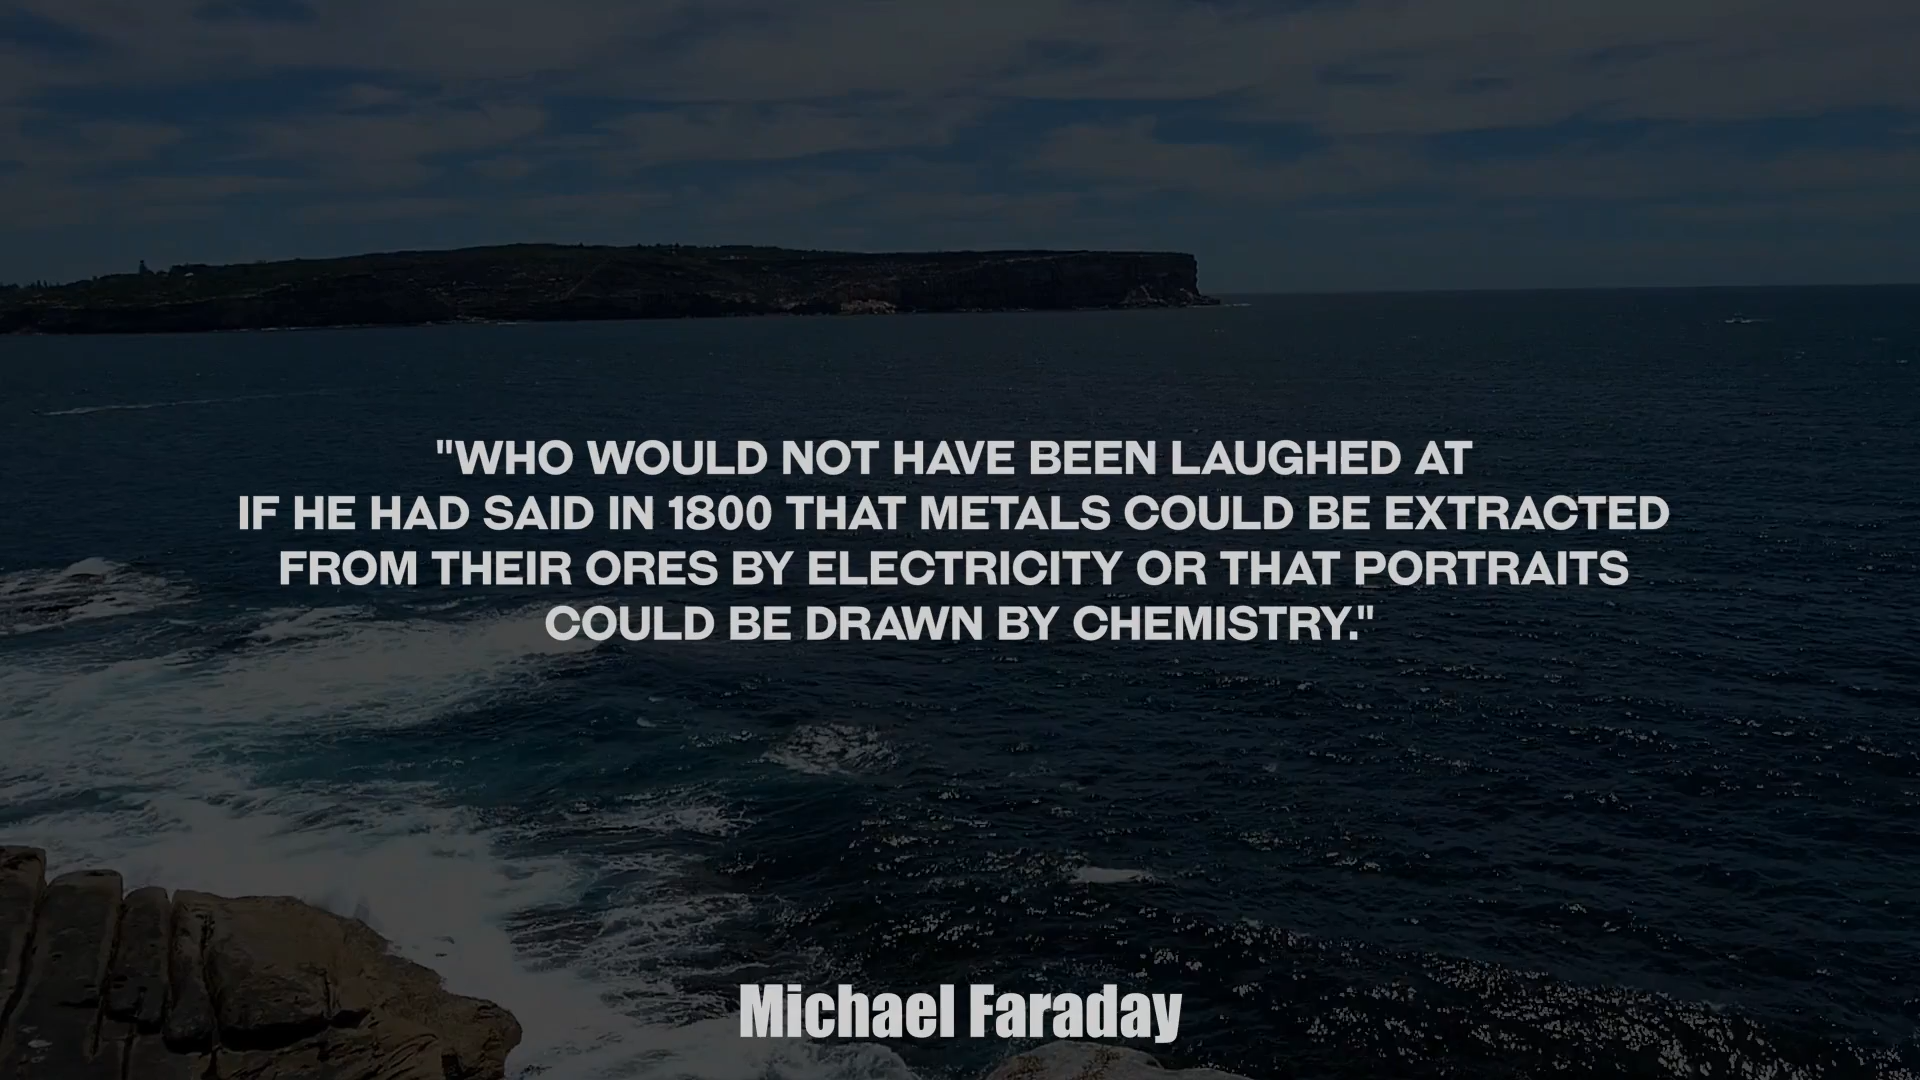 "WHO WOULD NOT HAVE BEEN LAUGHED AT
IF HE HAD SAID IN 1800 THAT METALS COULD BE EXTRACTED
FROM THEIR ORES BY ELECTRICITY OR THAT PORTRAITS
COULD BE DRAWN BY CHEMISTRY."
Michael Faraday